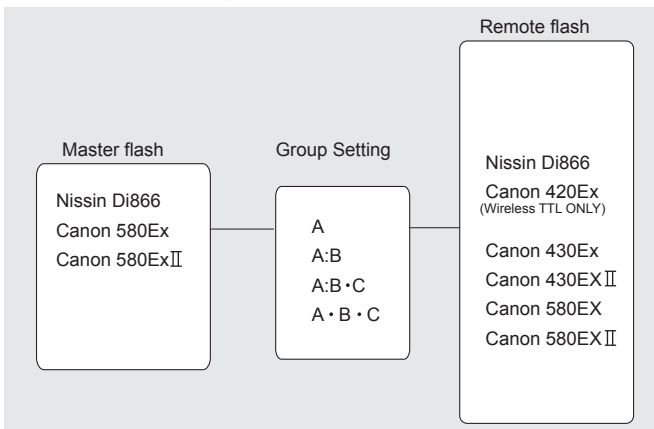 Master flash
Nissin Di866
Canon 580Ex
Canon 580ExⅡ
Group Setting
A
A:B
A:B・C
A・B・C
Remote flash
Nissin Di866
Canon 420Ex
(Wireless TTL ONLY)
Canon 430Ex
Canon 430EXⅡ
Canon 580EX
Canon 580EXⅡ